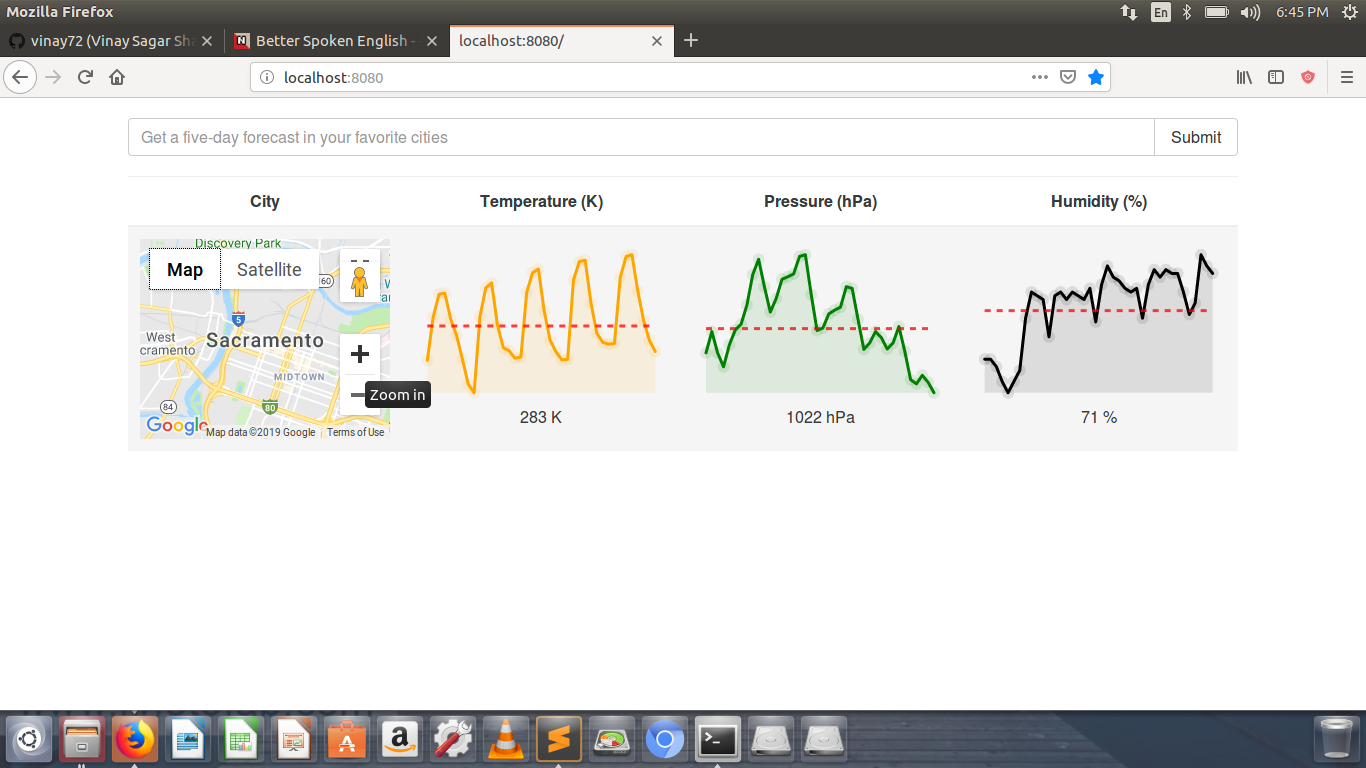 Mozilla Firefox
En
6:45 PM
vinay72 (Vinay Sagar Sha
Better Spoken English -
localhost:8080/
localhost:8080
Get a five-day forecast in your favorite cities
Submit
City
Temperature (K)
Pressure (hPa)
Humidity (%)
Discovery Park
Map
Satellite
60
5
West
cramento
Sacramento
MIDTOWN
Zoom in
84
80
Google
Map data ©2019 Google
Terms of Use
283 K
1022 hPa
71 %